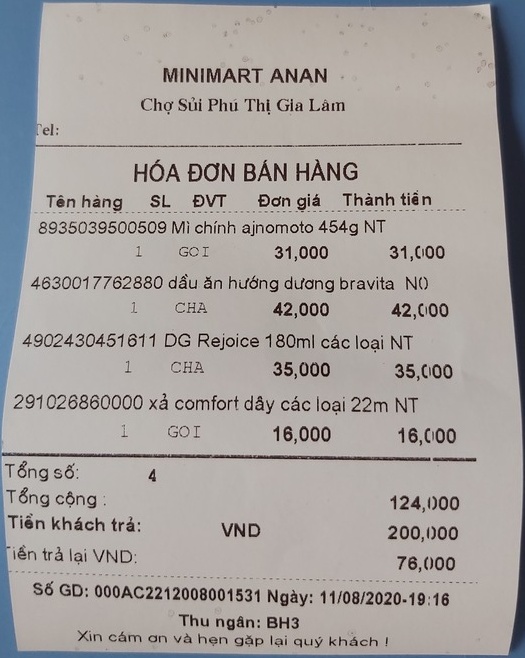 MINIMART ANAN
Chợ Sủi Phú Thị Gia Lâm
Tel:
HÓA ĐƠN BÁN HÀNG
Tên hàng SL ĐVT Đơn giá Thành tiền
8935039500509 Mì chính ajnomoto 454g NT
1 GOI 31,000 31,000
4630017762880 dầu ăn hướng dương bravita N0
1 CHA 42,000 42,000
4902430451611 DG Rejoice 180ml các loại NT
1 CHA 35,000 35,000
291026860000 xả comfort dây các loại 22m NT
1 GOI 16,000 16,000
Tổng số: 4
Tổng cộng : 124,000
Tiền khách trả: VND 200,000
Tiền trả lại VND: 76,000
Số GD: 000AC2212008001531 Ngày: 11/08/2020-19:16
Thu ngân: BH3
Xin cám ơn và hẹn gặp lại quý khách !